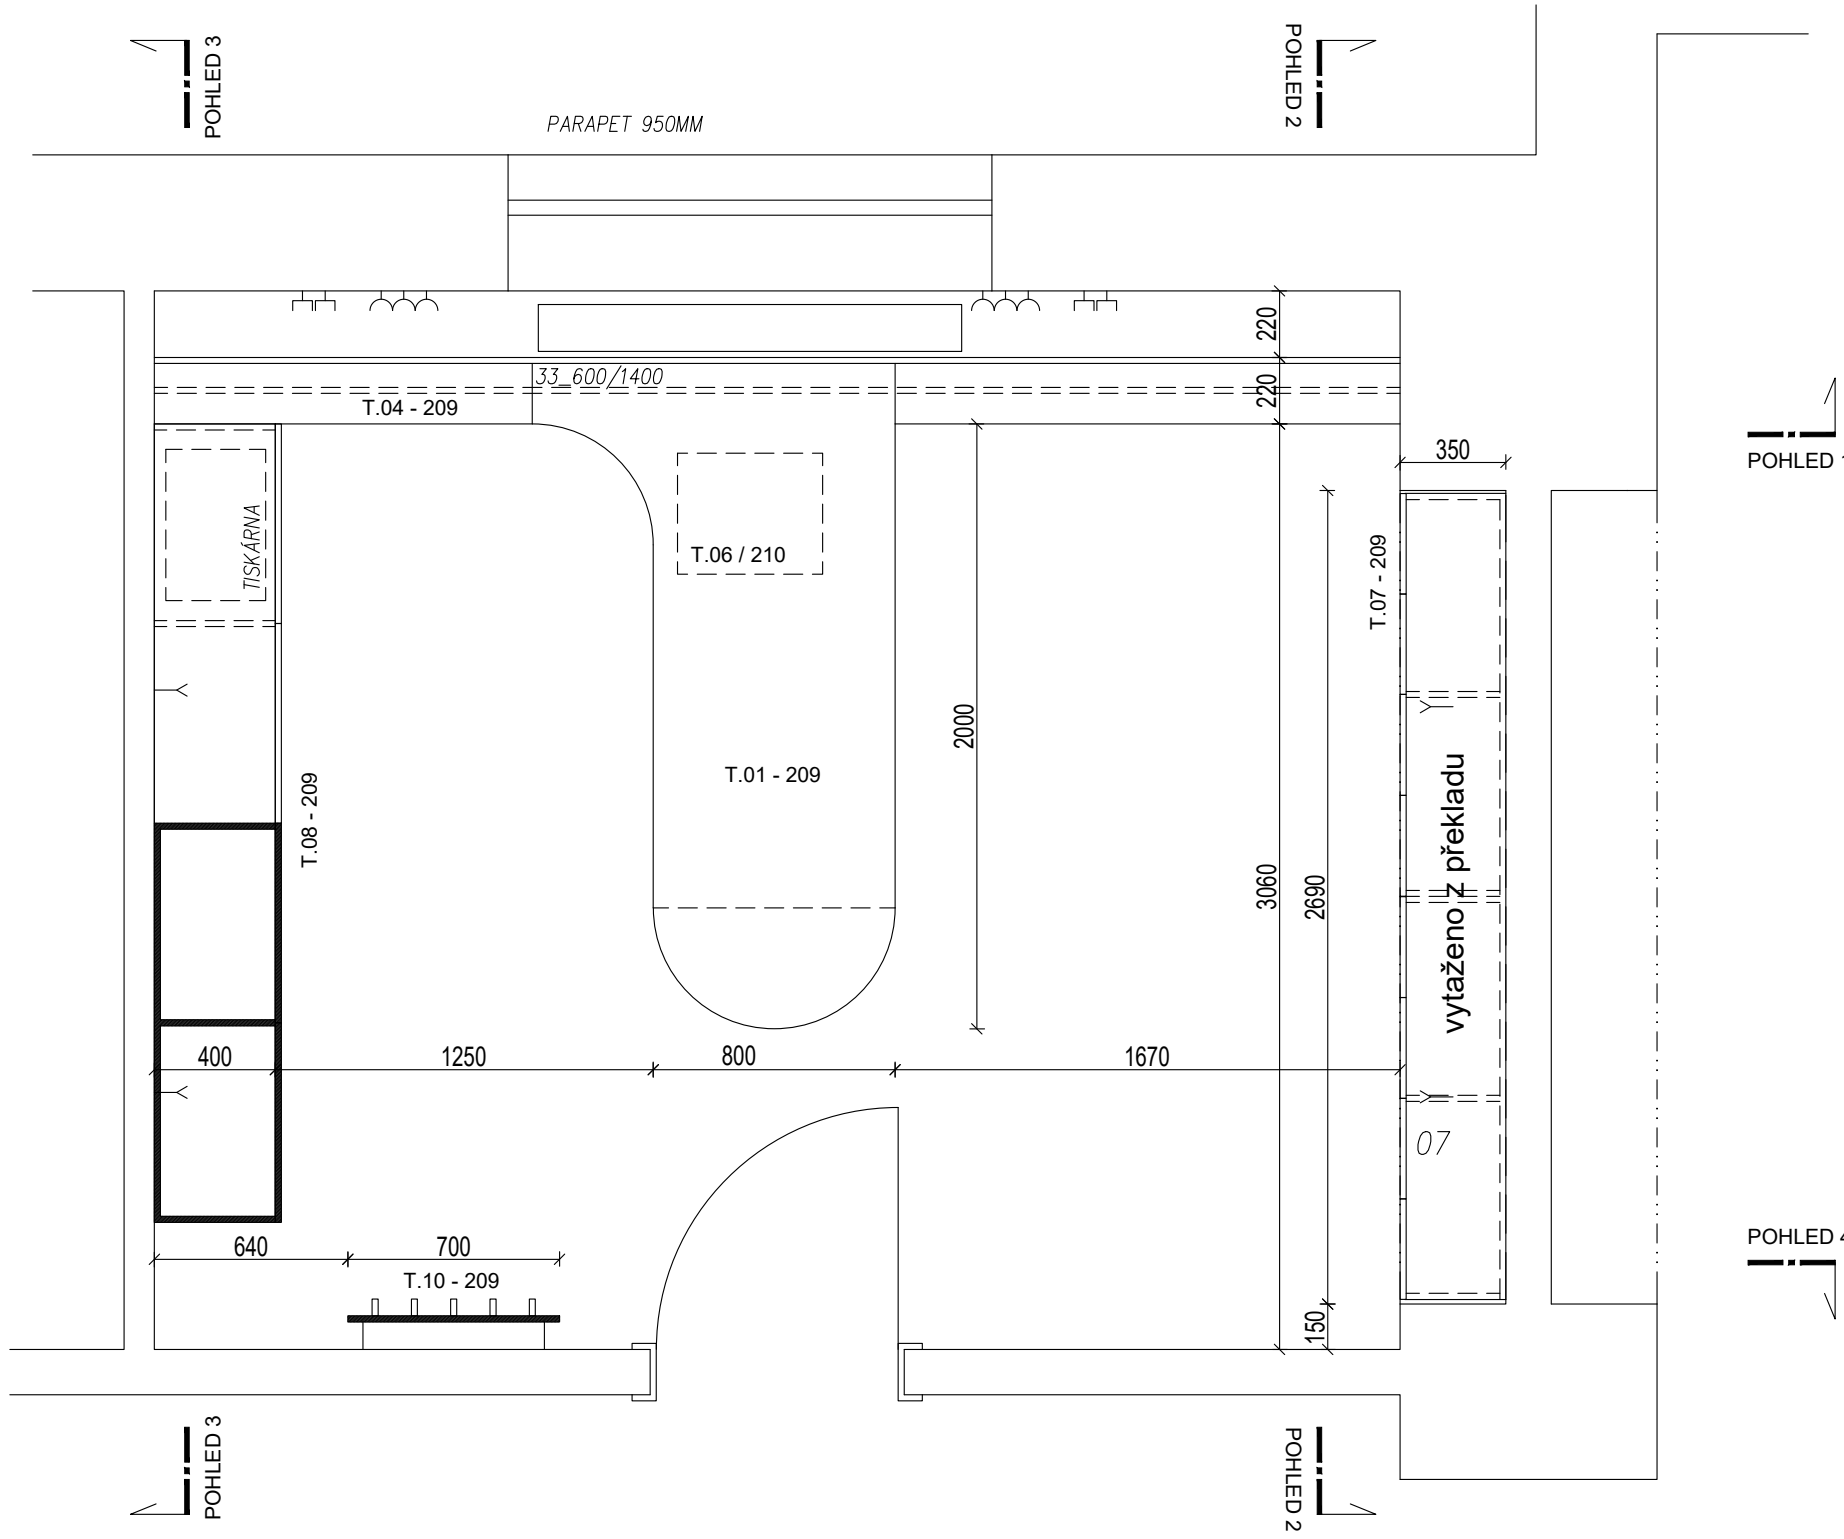 POHLED 3
POHLED 2
PARAPET 950MM
220
33_600/1400
220
T.04 - 209
350
POHLED 1
TISKÁRNA
T.06 / 210
T.07 - 209
2000
T.01 - 209
T.08 - 209
vytaženo z překladu
3060
2690
400
1250
800
1670
07
640
700
T.10 - 209
POHLED 4
150
POHLED 3
POHLED 2